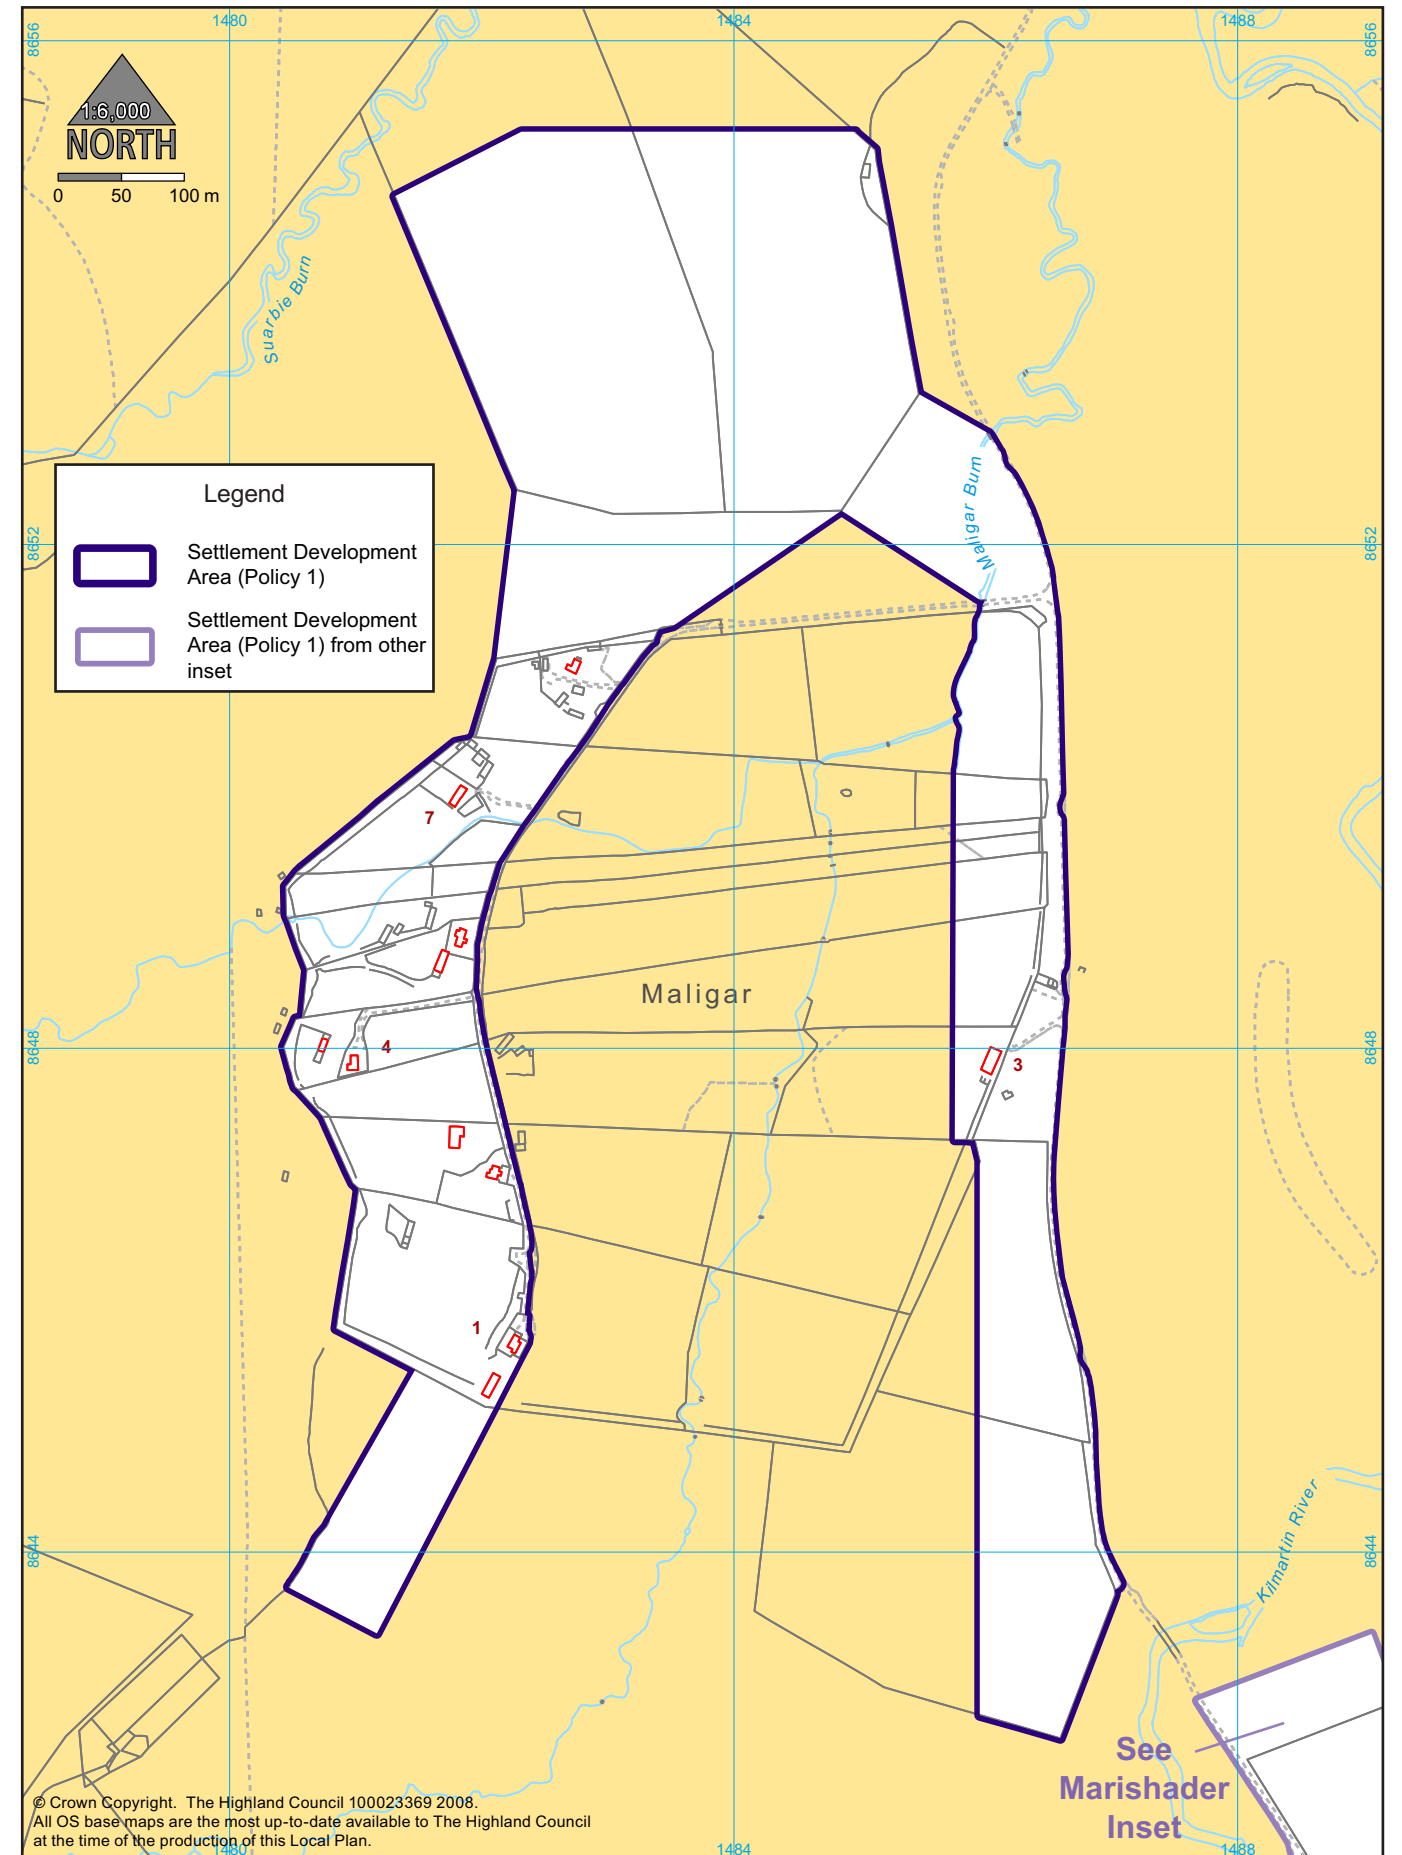 1480
1484
1488
8656
8656
1:6,000
NORTH
0 50 100 m
Suarbie Burn
Maligar Burn
Legend
Settlement Development
Area (Policy 1)
Settlement Development
Area (Policy 1) from other
inset
8652
8652
7
Maligar
4
3
8648
8648
1
8644
8644
Kilmartin River
See
Marishader
Inset
© Crown Copyright. The Highland Council 100023369 2008.
All OS base maps are the most up-to-date available to The Highland Council
at the time of the production of this Local Plan.
1480
1484
1488